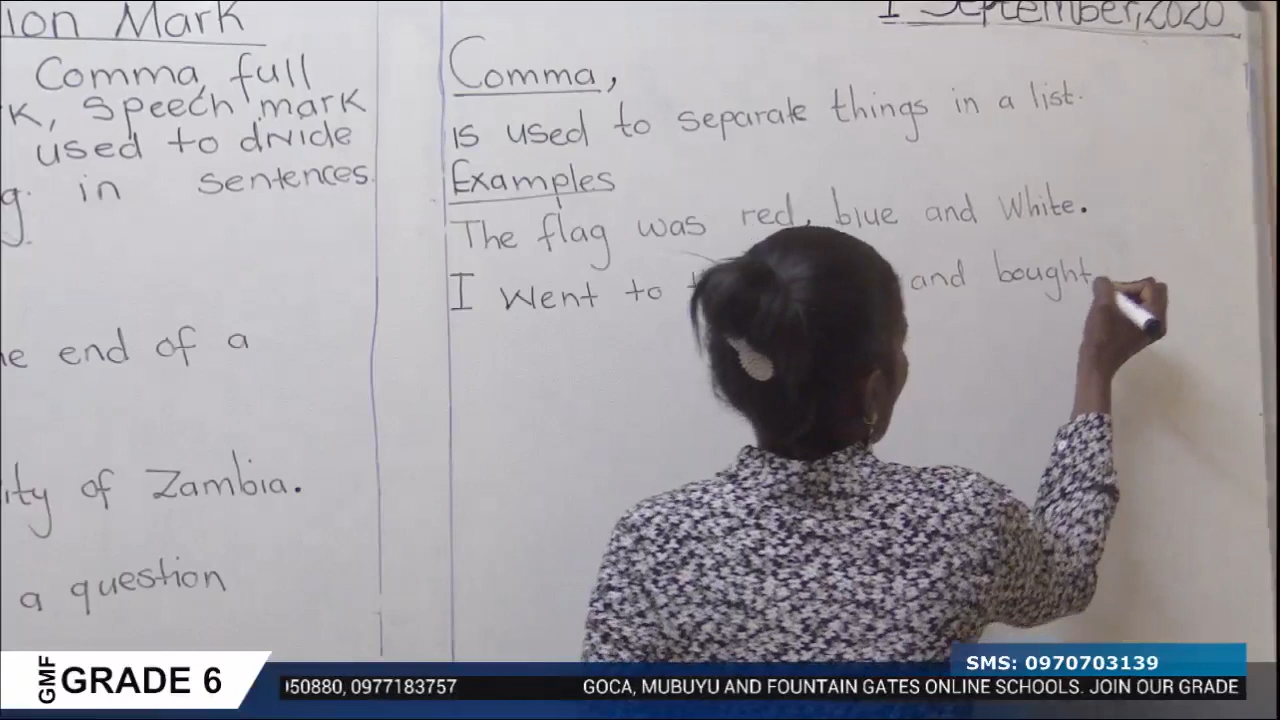 ion Mark
Comma, full
K, Speech mark
used to divide
g. in sentences.
he end of a
ity of Zambia.
a question
1 September, 2020
Comma,
is used to separate things in a list.
Examples
The flag was red, blue and White.
I Went to and bought
GMF
GRADE 6
SMS: 0970703139
050880, 0977183757 GOCA, MUBUYU AND FOUNTAIN GATES ONLINE SCHOOLS. JOIN OUR GRADE